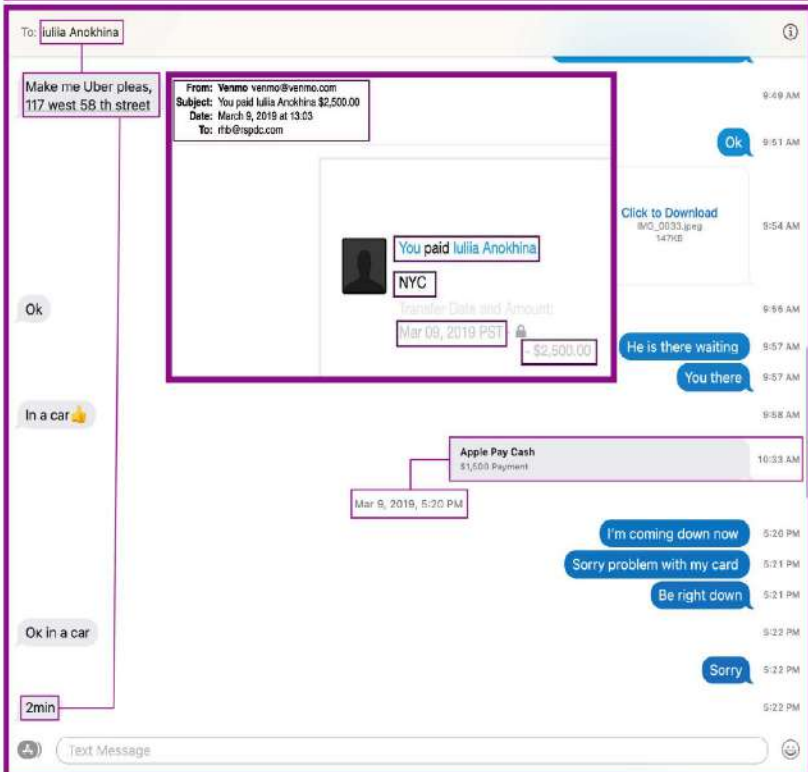 To: iuliia Anokhina
Make me Uber pleas,
117 west 58 th street
9:49 AM
From: Venmo venmo@venmo.com
Subject: You paid Iuliia Anokhina $2,500.00
Date: March 9, 2019 at 13:03
To: rhb@rspdc.com
Ok
9:51 AM
Click to Download
IMG_0033.jpeg
147KB
9:54 AM
You paid Iuliia Anokhina
NYC
Transfer Date and Amount:
Mar 09, 2019 PST ·
- $2,500.00
Ok
9:56 AM
He is there waiting
9:57 AM
You there
9:57 AM
In a car👍
9:58 AM
Apple Pay Cash
$1,500 Payment
10:33 AM
Mar 9, 2019, 5:20 PM
I'm coming down now
5:20 PM
Sorry problem with my card
5:21 PM
Be right down
5:21 PM
Ok in a car
5:22 PM
Sorry
5:22 PM
2min
5:22 PM
Text Message